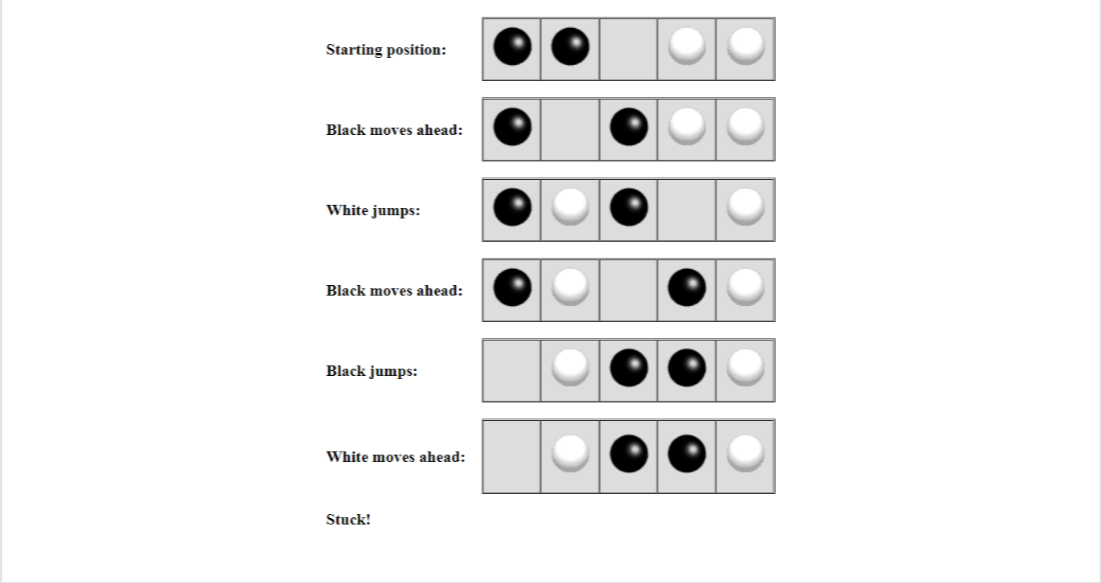 Starting position:
Black moves ahead:
White jumps:
Black moves ahead:
Black jumps:
White moves ahead:
Stuck!